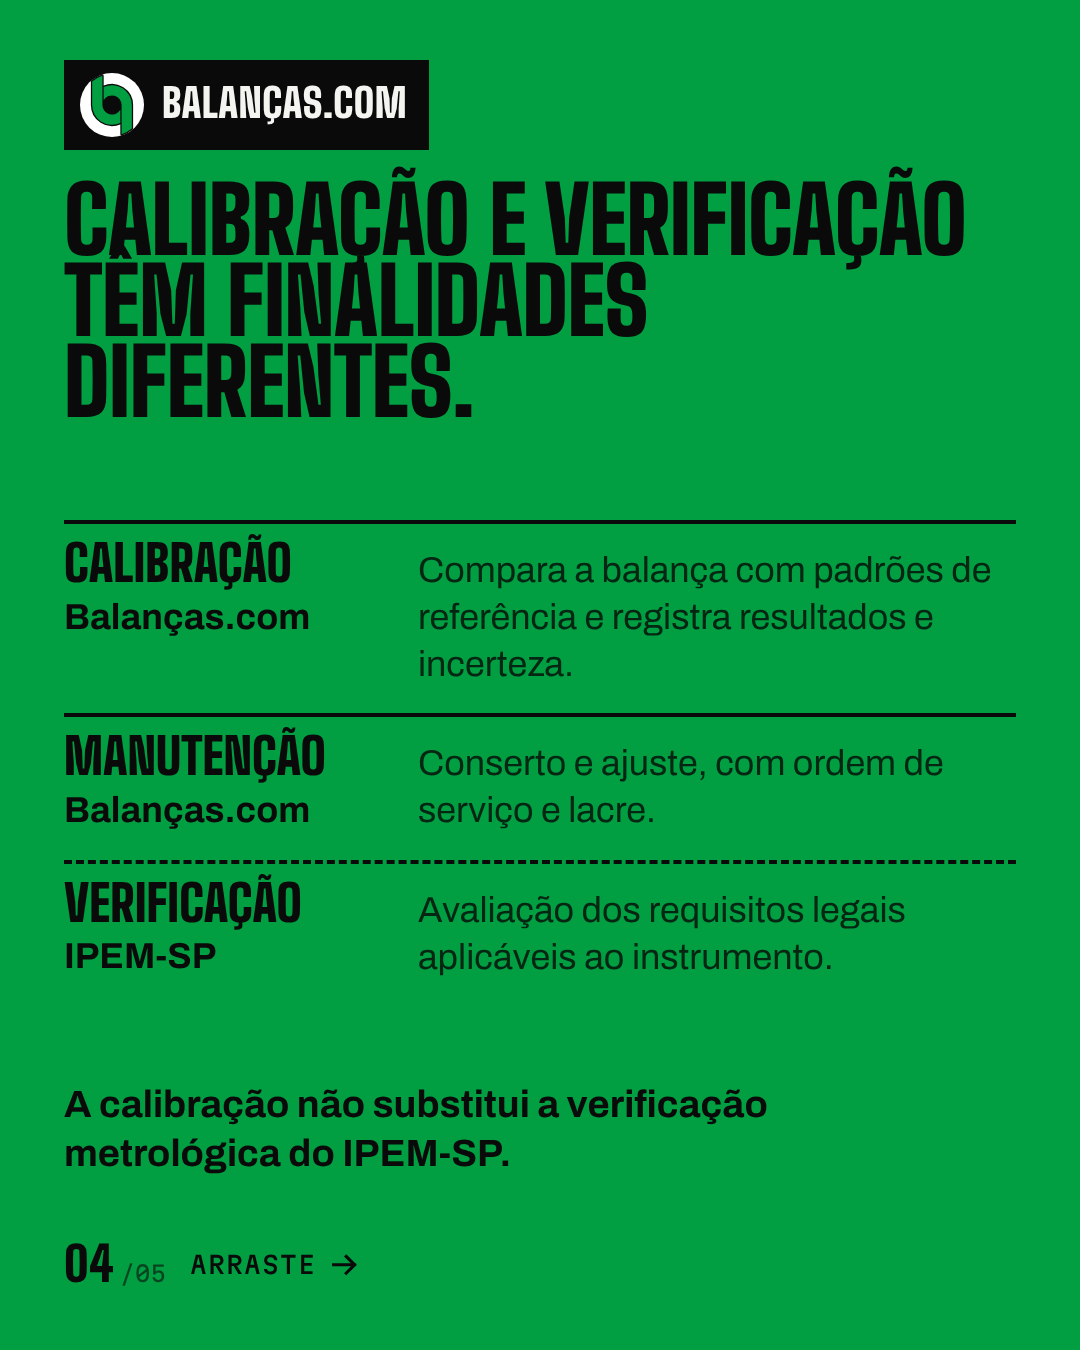 BALANÇAS.COM
CALIBRAÇÃO E VERIFICAÇÃO
TÊM FINALIDADES
DIFERENTES.
CALIBRAÇÃO
Balanças.com
Compara a balança com padrões de
referência e registra resultados e
incerteza.
MANUTENÇÃO
Balanças.com
Conserto e ajuste, com ordem de
serviço e lacre.
VERIFICAÇÃO
IPEM-SP
Avaliação dos requisitos legais
aplicáveis ao instrumento.
A calibração não substitui a verificação
metrológica do IPEM-SP.
04 /05 ARRASTE →